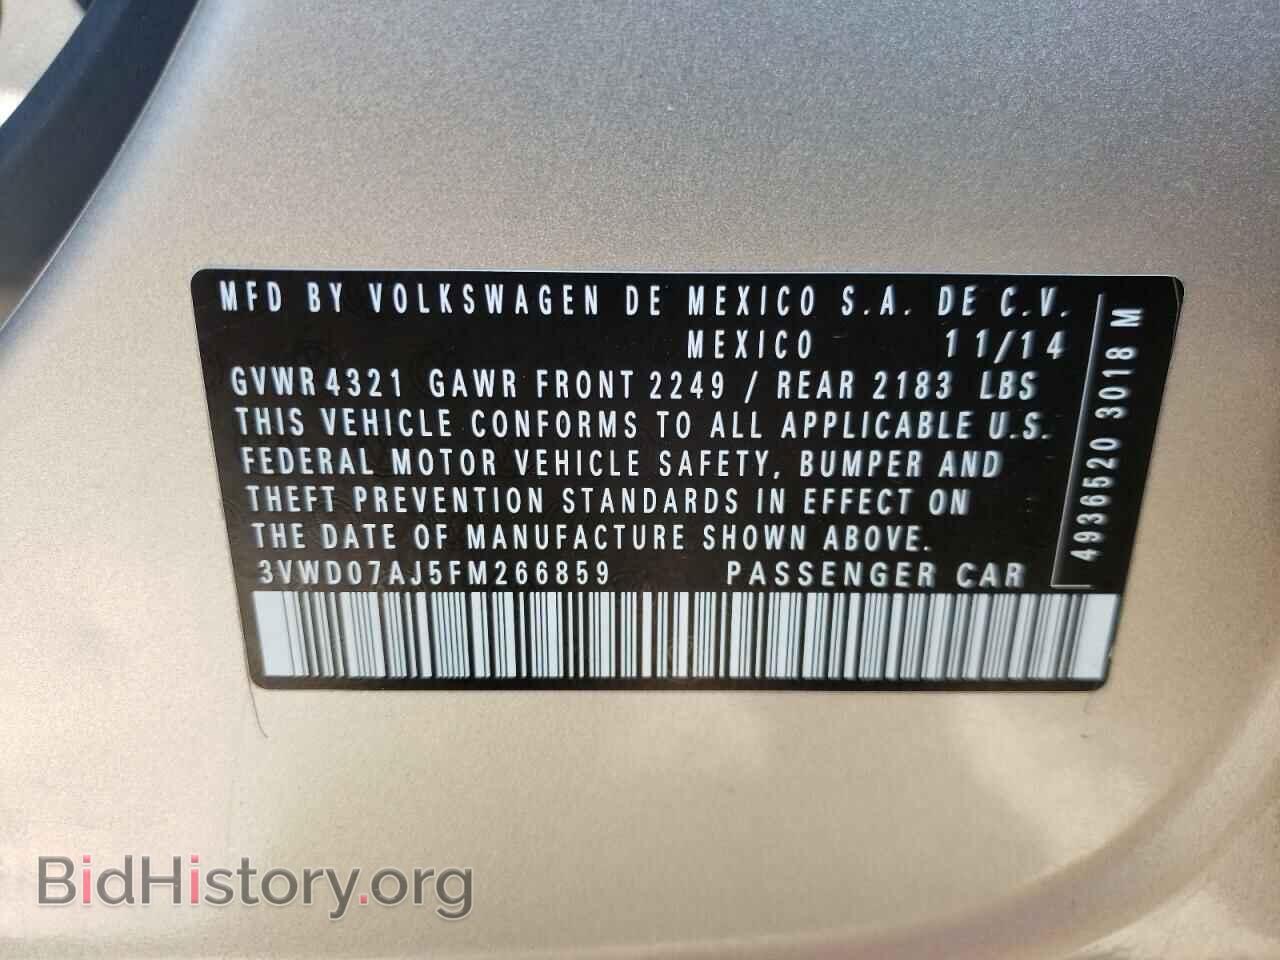 MFD BY VOLKSWAGEN DE MEXICO S.A. DE C.V.
MEXICO 11/14
GVWR 4321 GAWR FRONT 2249 / REAR 2183 LBS
THIS VEHICLE CONFORMS TO ALL APPLICABLE U.S.
FEDERAL MOTOR VEHICLE SAFETY, BUMPER AND
THEFT PREVENTION STANDARDS IN EFFECT ON
THE DATE OF MANUFACTURE SHOWN ABOVE.
3VWD07AJ5FM266859 PASSENGER CAR
4936520 3018 M
BidHistory.org